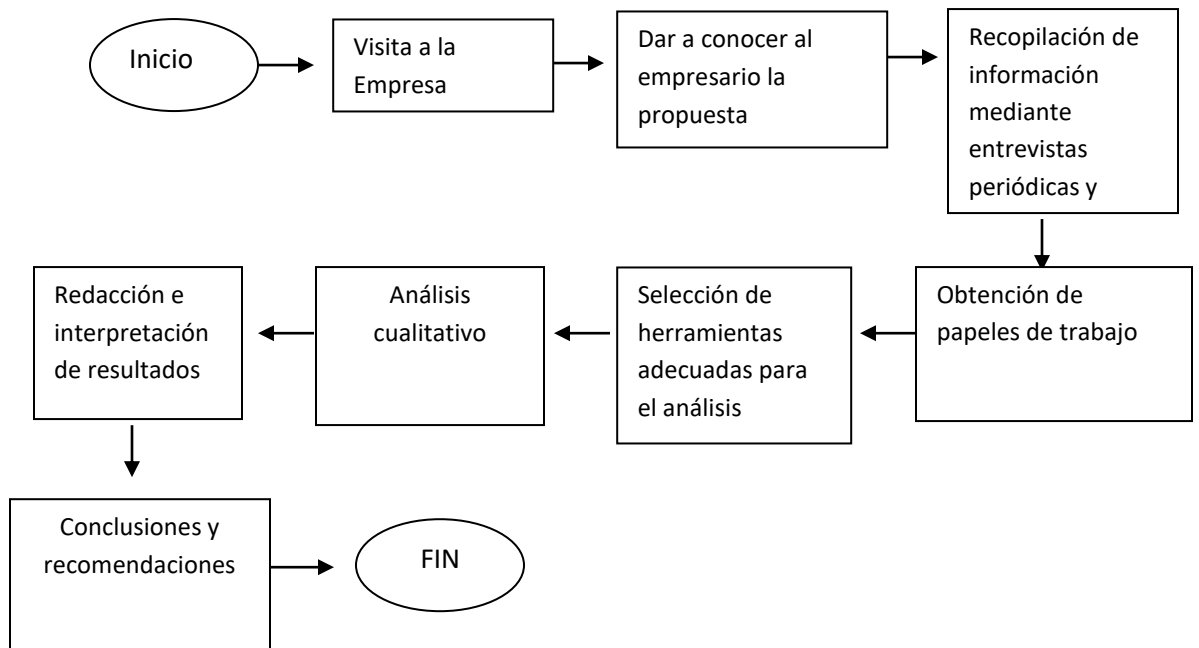 Inicio
Visita a la
Empresa
Dar a conocer al
empresario la
propuesta
Recopilación de
información
mediante
entrevistas
periódicas y
Obtención de
papeles de trabajo
Selección de
herramientas
adecuadas para
el análisis
Análisis
cualitativo
Redacción e
interpretación
de resultados
Conclusiones y
recomendaciones
FIN